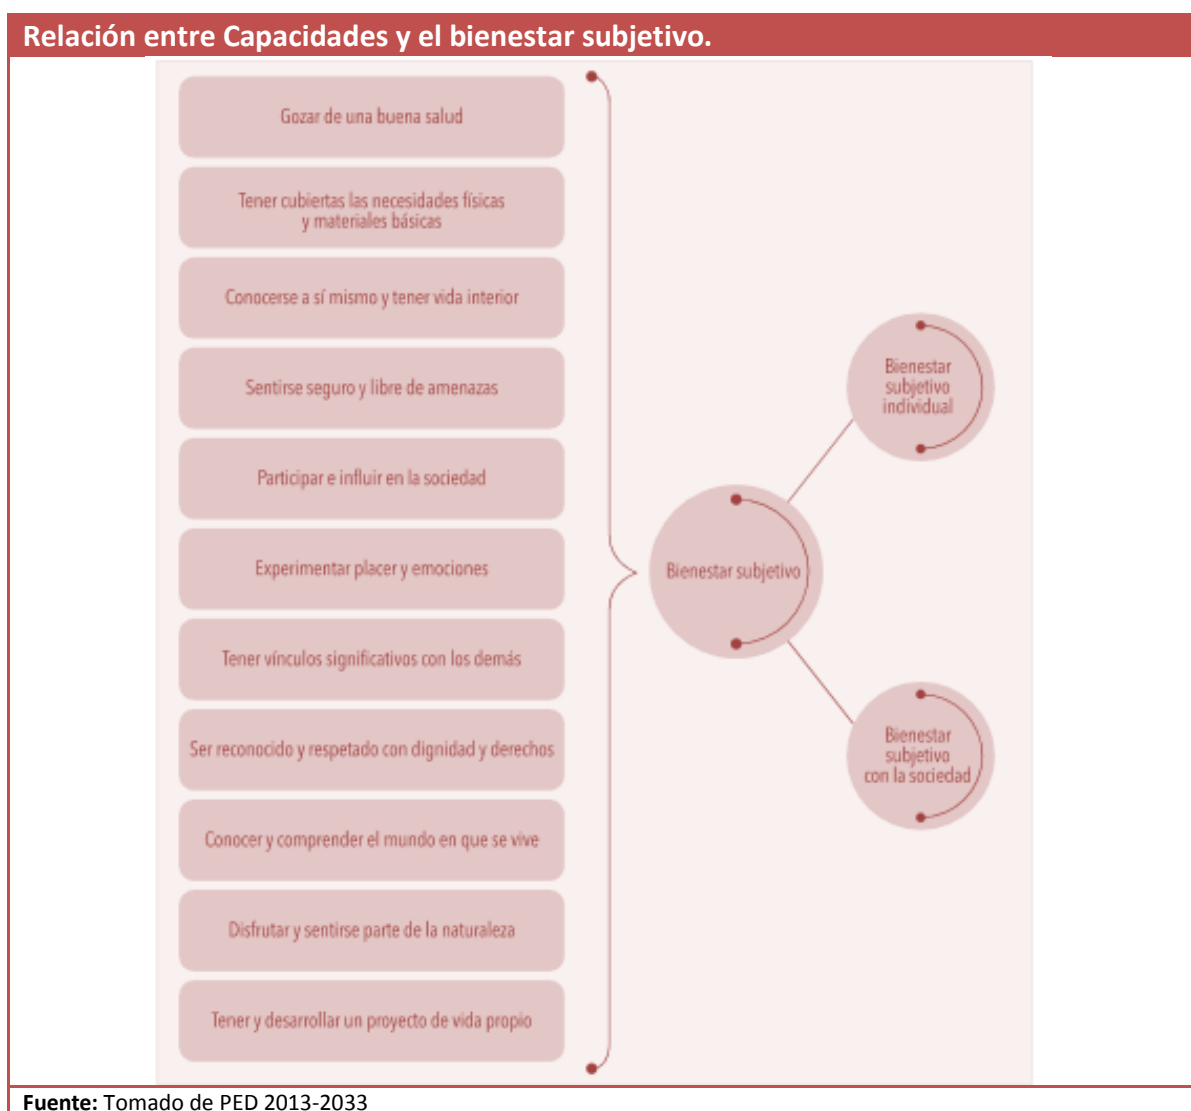 Relación entre Capacidades y el bienestar subjetivo.
Gozar de una buena salud
Tener cubiertas las necesidades físicas
y materiales básicas
Conocerse a sí mismo y tener vida interior
Sentirse seguro y libre de amenazas
Participar e influir en la sociedad
Experimentar placer y emociones
Tener vínculos significativos con los demás
Ser reconocido y respetado con dignidad y derechos
Conocer y comprender el mundo en que se vive
Disfrutar y sentirse parte de la naturaleza
Tener y desarrollar un proyecto de vida propio
Bienestar subjetivo
Bienestar
subjetivo
individual
Bienestar
subjetivo
con la sociedad
Fuente: Tomado de PED 2013-2033